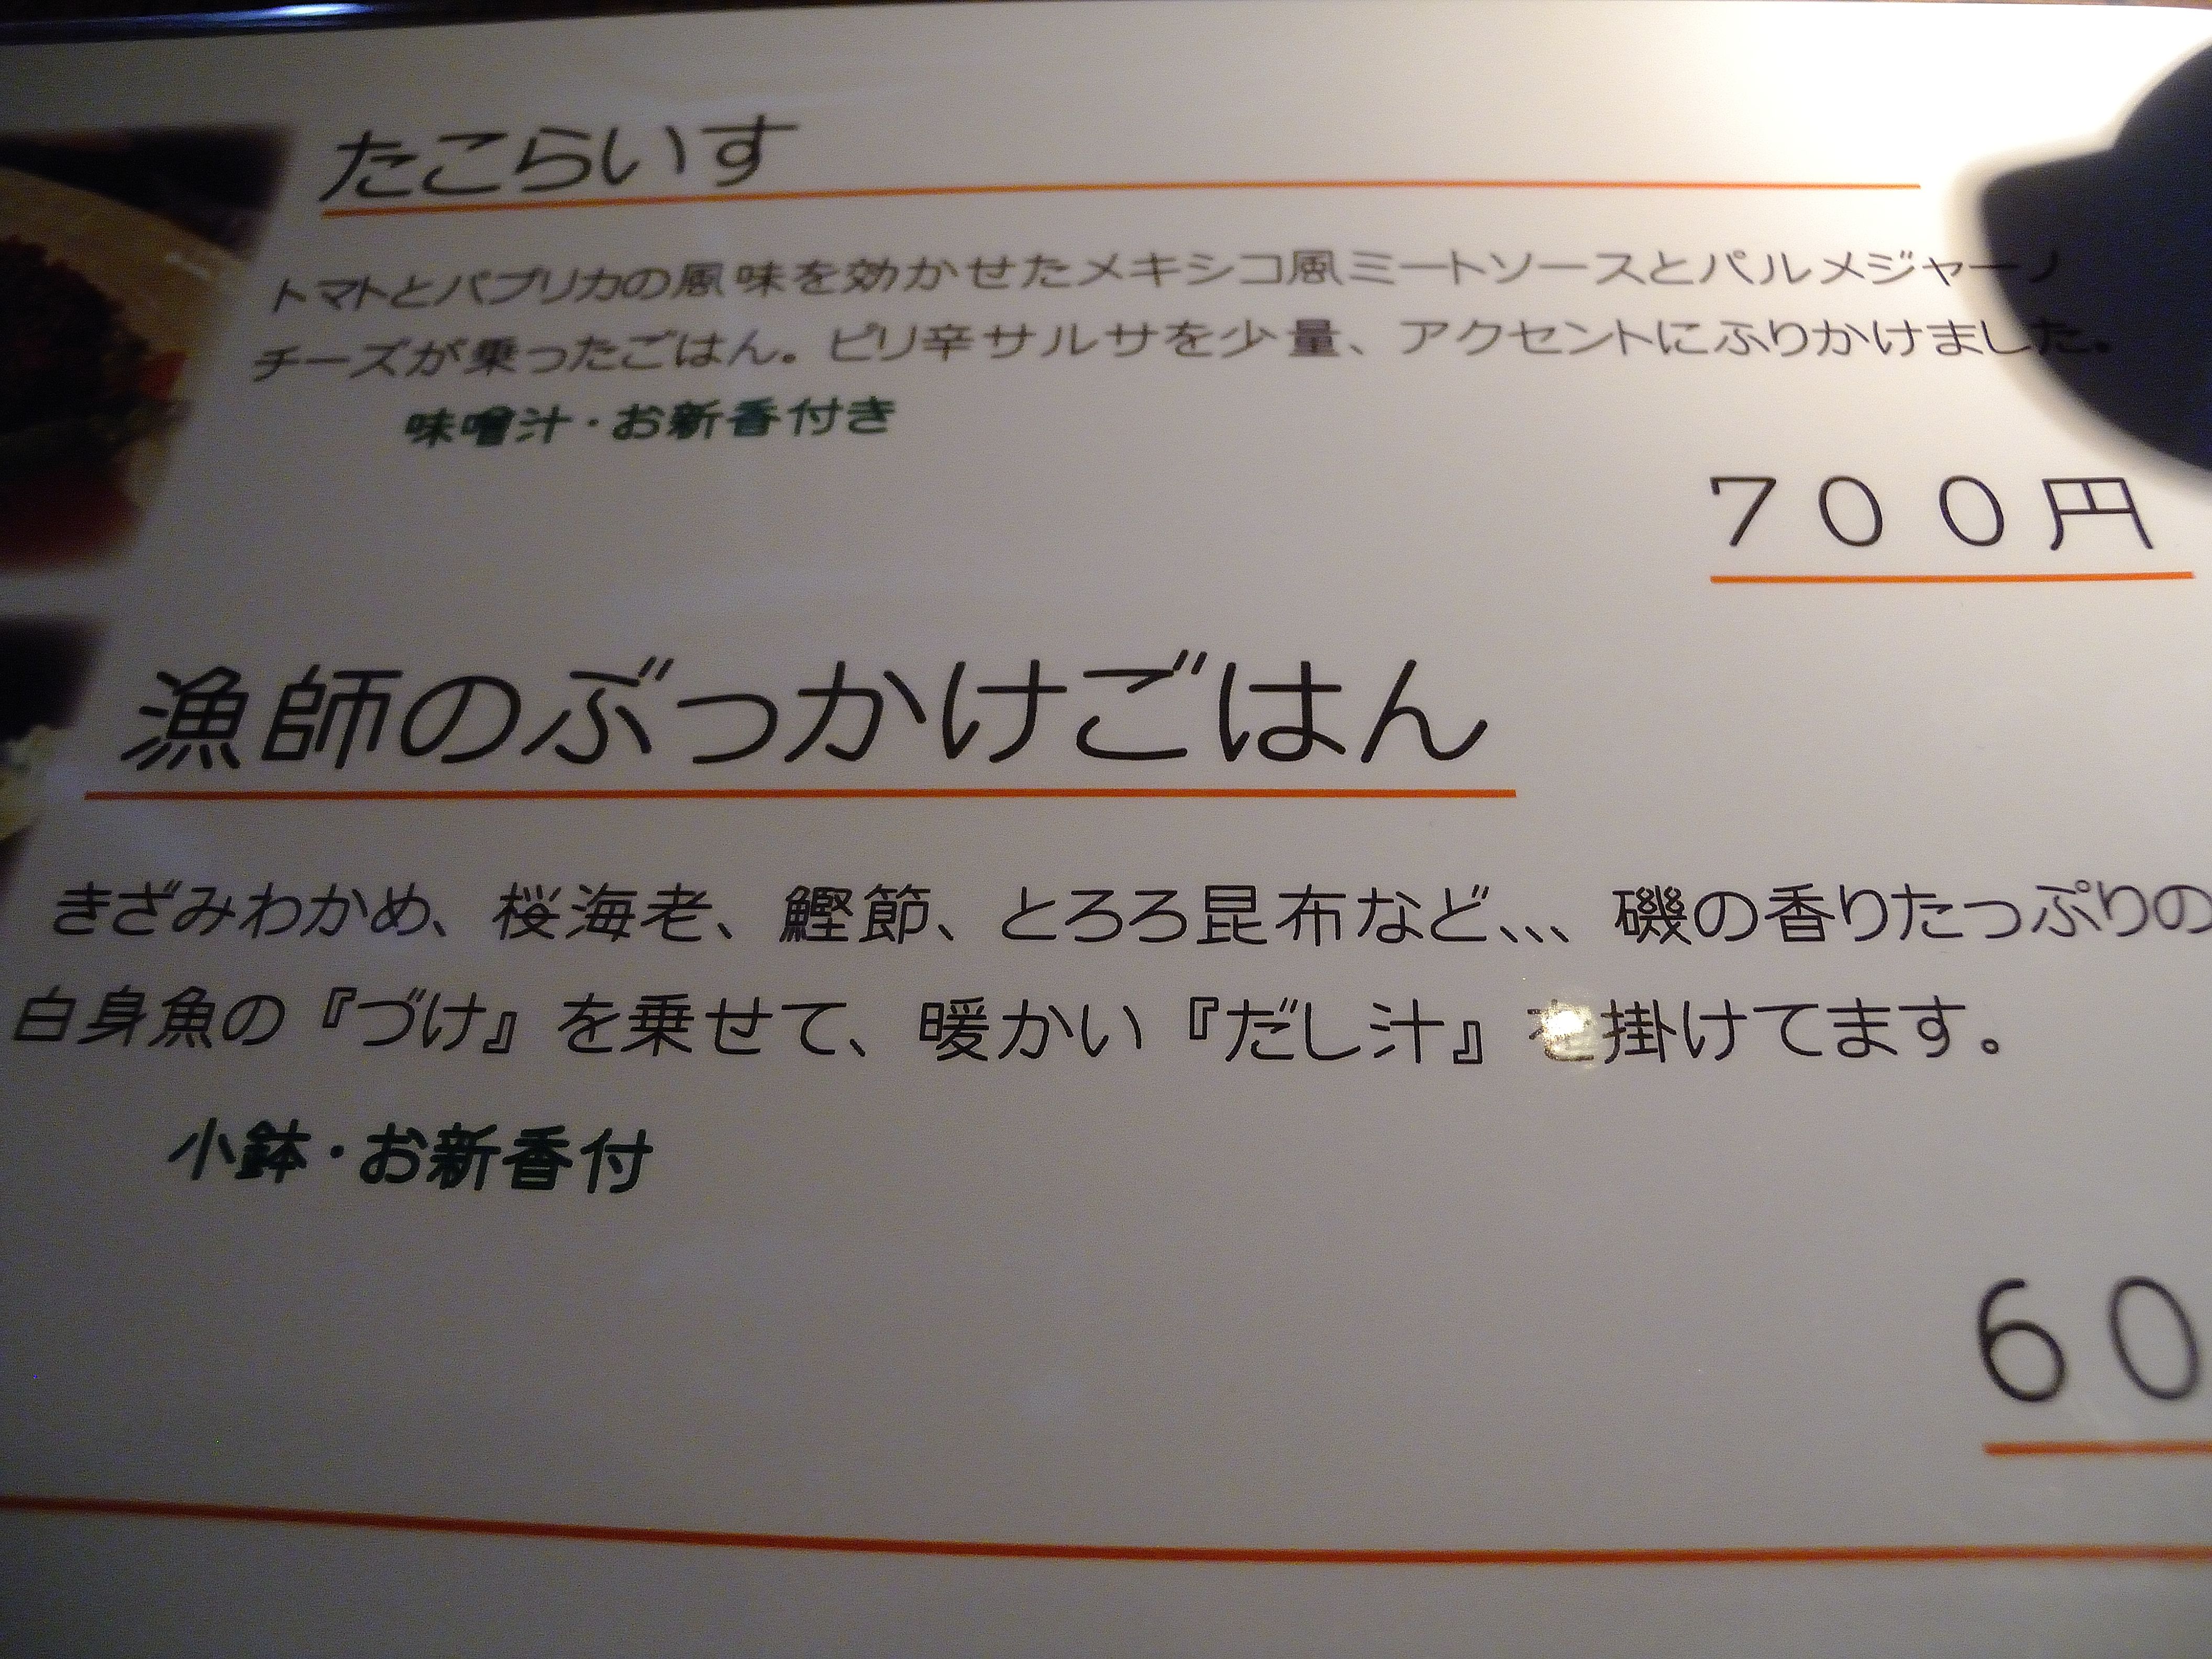 たこらいす
トマトとパプリカの風味を効かせたメキシコ風ミートソースとパルメジャーノ
チーズが乗ったごはん。ピリ辛サルサを少量、アクセントにふりかけました。
味噌汁・お新香付き
７００円
漁師のぶっかけごはん
きざみわかめ、桜海老、鰹節、とろろ昆布など、、、磯の香りたっぷりの
白身魚の『づけ』を乗せて、暖かい『だし汁』を掛けてます。
小鉢・お新香付
６０